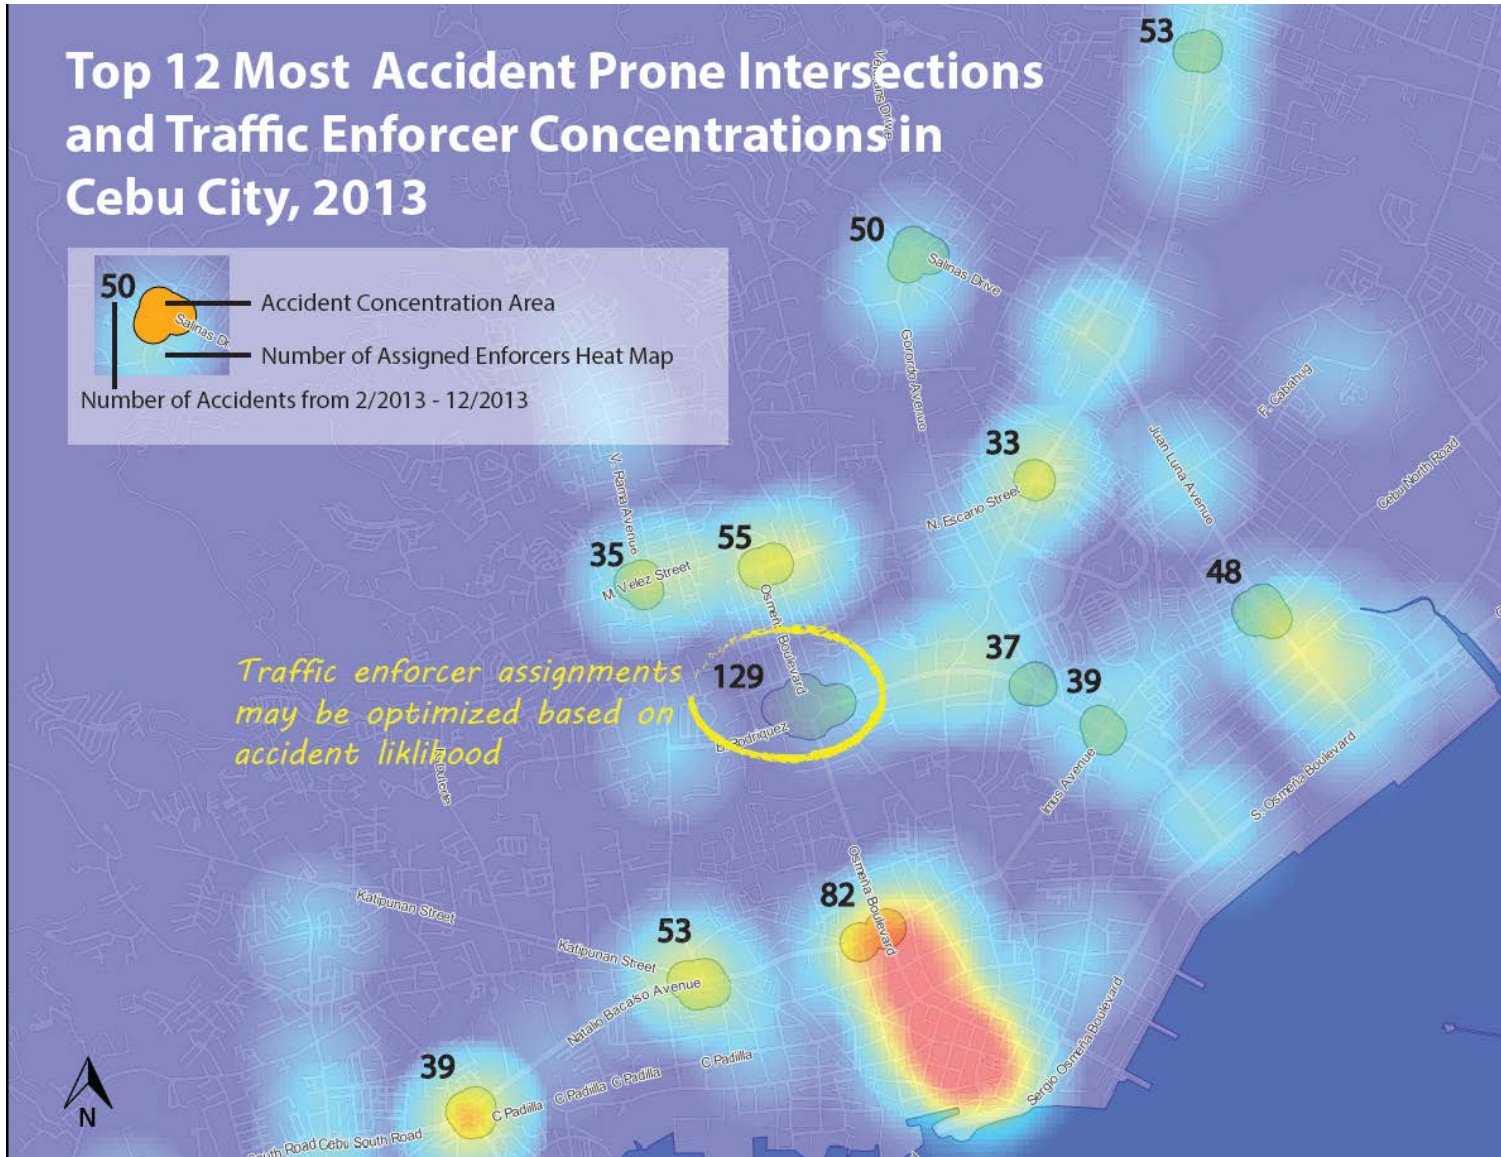 Top 12 Most Accident Prone Intersections
and Traffic Enforcer Concentrations in
Cebu City, 2013
50
Salinas Dr.
Accident Concentration Area
Number of Assigned Enforcers Heat Map
Number of Accidents from 2/2013 - 12/2013
53
Veterans Drive
50
Salinas Drive
Gorordo Avenue
F. Cabahug
Juan Luna Avenue
Cebu North Road
33
N. Escario Street
V. Rama Avenue
35
M. Velez Street
55
Osmeña Boulevard
48
Traffic enforcer assignments
may be optimized based on
accident liklihood
129
37
39
Imus Avenue
S. Osmeña Boulevard
Katipunan Street
Katipunan Street
53
Natalio Bacalso Avenue
82
Osmeña Boulevard
Sergio Osmeña Boulevard
39
C Padilla
C Padilla
C Padilla
C Padilla
South Road
Cebu South Road
N